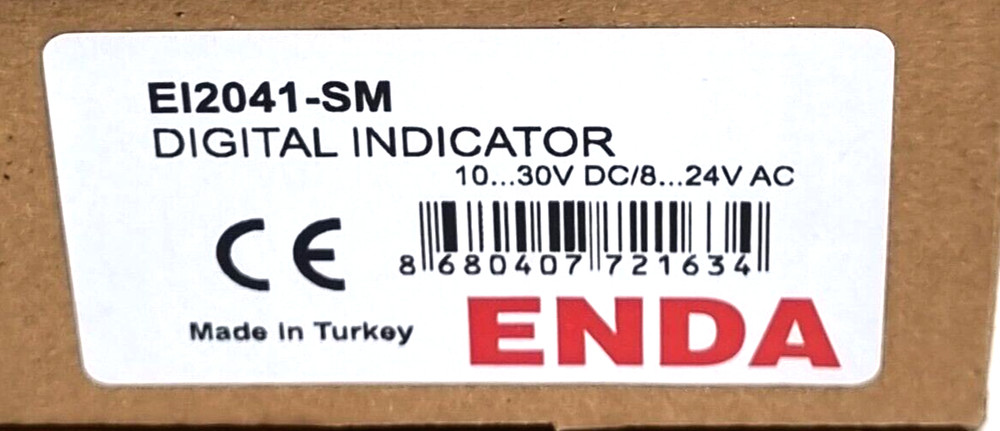 EI2041-SM
DIGITAL INDICATOR
10...30V DC/8...24V AC
CE
8 680407 721634
Made in Turkey
ENDA